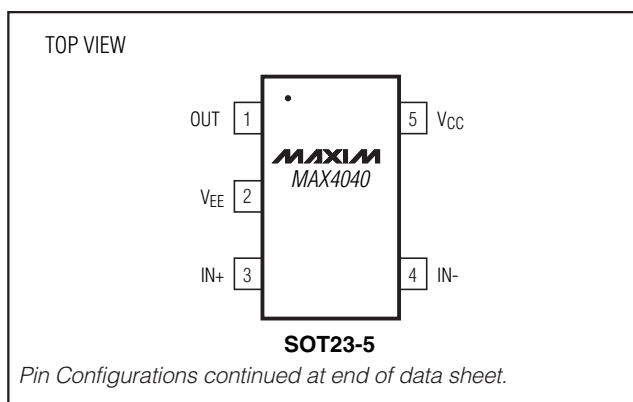 TOP VIEW
OUT 1
5 VCC
MAXIM
MAX4040
VEE 2
IN+ 3
4 IN-
SOT23-5
Pin Configurations continued at end of data sheet.